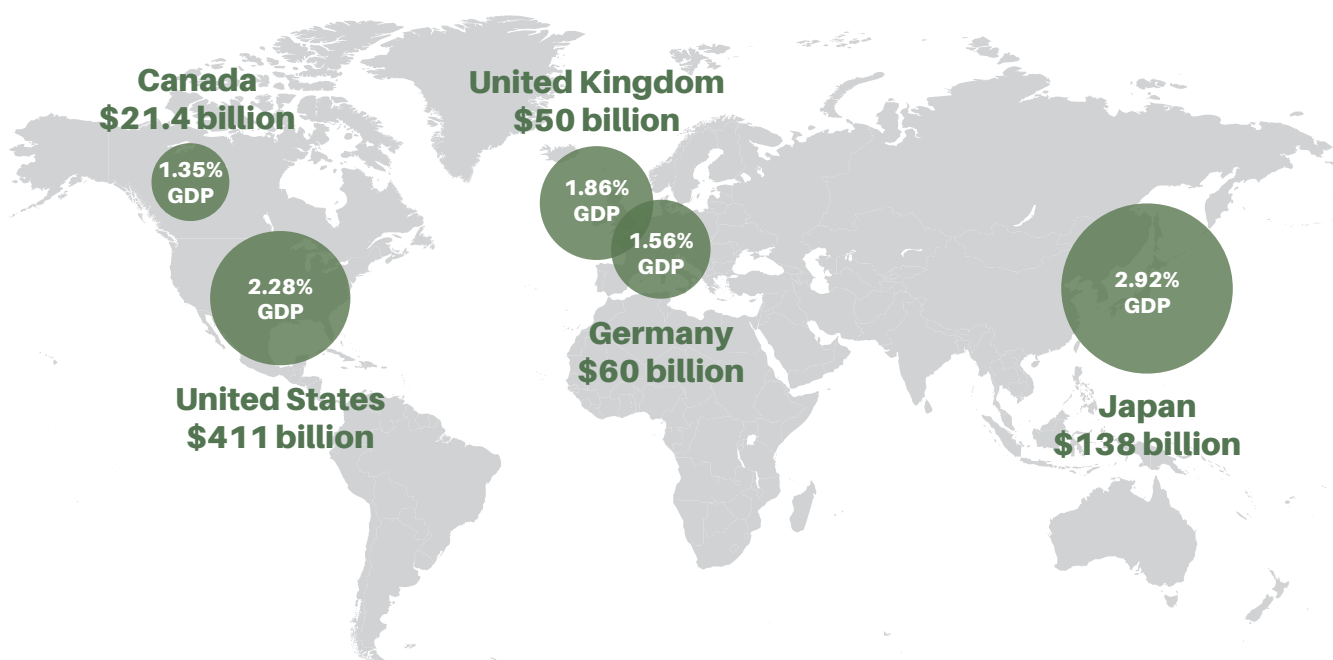 Canada
$21.4 billion
1.35%
GDP
United States
$411 billion
2.28%
GDP
United Kingdom
$50 billion
1.86%
GDP
1.56%
GDP
Germany
$60 billion
2.92%
GDP
Japan
$138 billion